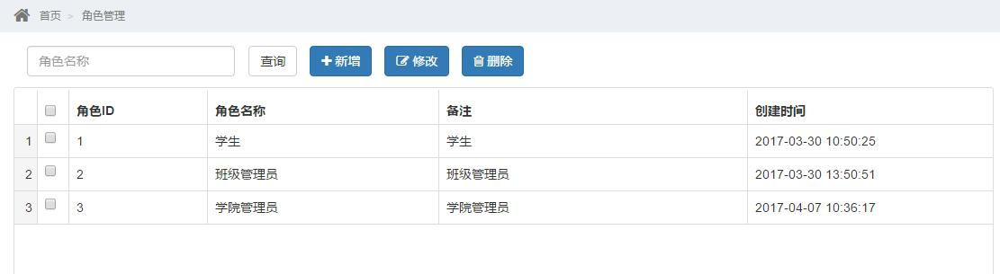 首页 > 角色管理
角色名称 查询 新增 修改 删除
角色ID 角色名称 备注 创建时间
1 1 学生 学生 2017-03-30 10:50:25
2 2 班级管理员 班级管理员 2017-03-30 13:50:51
3 3 学院管理员 学院管理员 2017-04-07 10:36:17